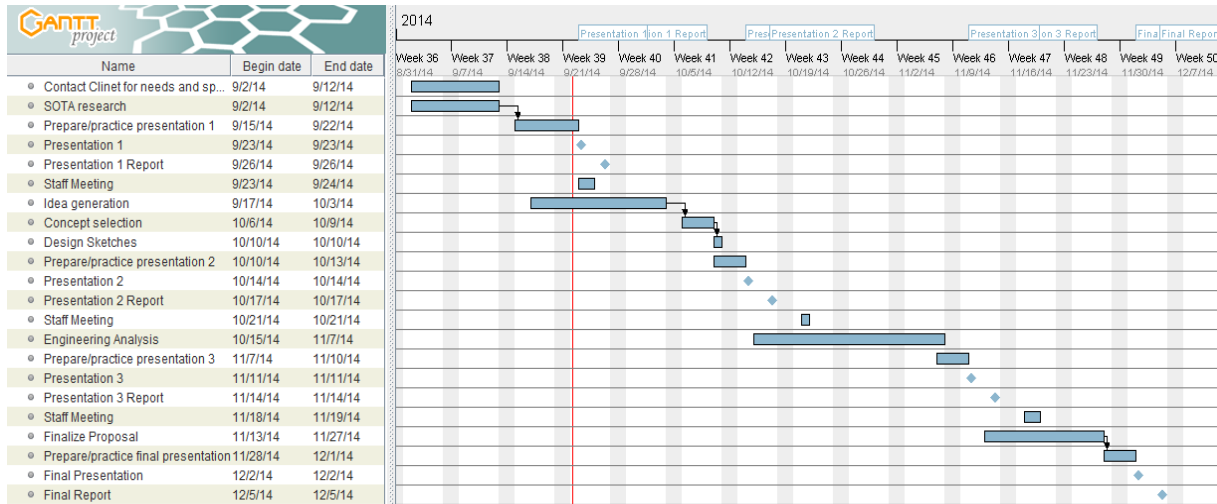 GANTT
project
2014
Presentation 1 ion 1 Report Pres Presentation 2 Report Presentation 3 on 3 Report Fina Final Repor
Week 36 Week 37 Week 38 Week 39 Week 40 Week 41 Week 42 Week 43 Week 44 Week 45 Week 46 Week 47 Week 48 Week 49 Week 50
Name Begin date End date 8/31/14 9/7/14 9/14/14 9/21/14 9/28/14 10/5/14 10/12/14 10/19/14 10/26/14 11/2/14 11/9/14 11/16/14 11/23/14 11/30/14 12/7/14
Contact Clinet for needs and sp... 9/2/14 9/12/14
SOTA research 9/2/14 9/12/14
Prepare/practice presentation 1 9/15/14 9/22/14
Presentation 1 9/23/14 9/23/14
Presentation 1 Report 9/26/14 9/26/14
Staff Meeting 9/23/14 9/24/14
Idea generation 9/17/14 10/3/14
Concept selection 10/6/14 10/9/14
Design Sketches 10/10/14 10/10/14
Prepare/practice presentation 2 10/10/14 10/13/14
Presentation 2 10/14/14 10/14/14
Presentation 2 Report 10/17/14 10/17/14
Staff Meeting 10/21/14 10/21/14
Engineering Analysis 10/15/14 11/7/14
Prepare/practice presentation 3 11/7/14 11/10/14
Presentation 3 11/11/14 11/11/14
Presentation 3 Report 11/14/14 11/14/14
Staff Meeting 11/18/14 11/19/14
Finalize Proposal 11/13/14 11/27/14
Prepare/practice final presentation 11/28/14 12/1/14
Final Presentation 12/2/14 12/2/14
Final Report 12/5/14 12/5/14